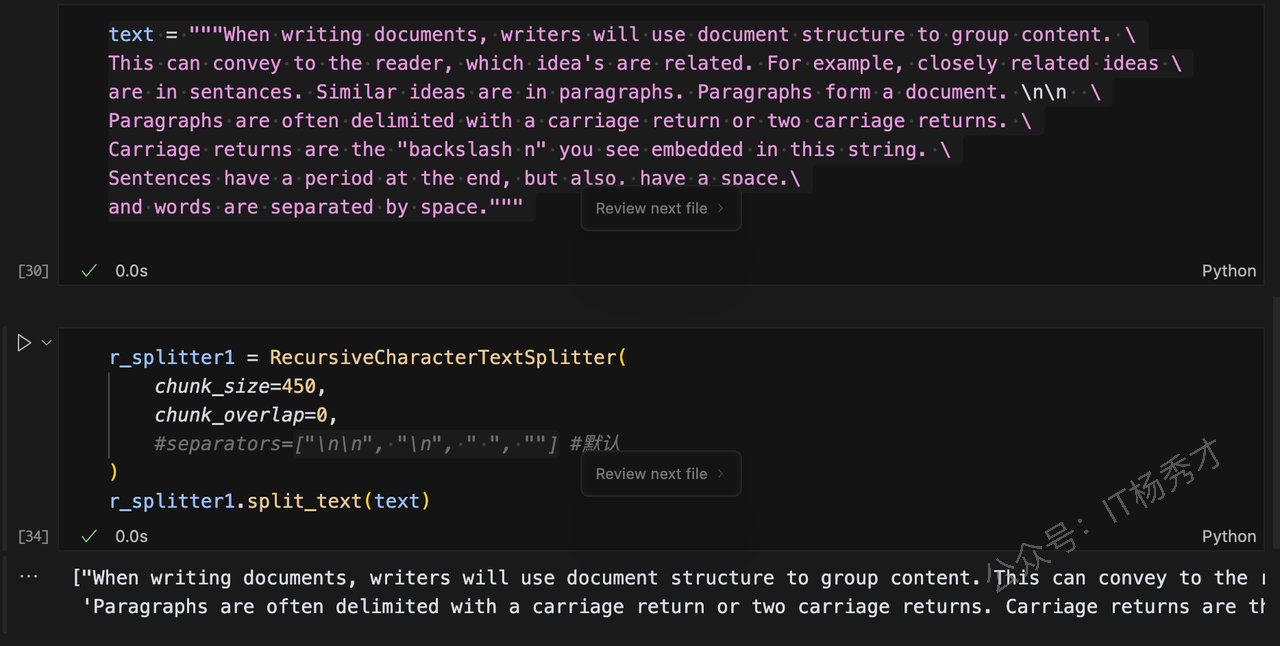 text = """When writing documents, writers will use document structure to group content. \
This can convey to the reader, which idea's are related. For example, closely related ideas \
are in sentances. Similar ideas are in paragraphs. Paragraphs form a document. \n\n  \
Paragraphs are often delimited with a carriage return or two carriage returns. \
Carriage returns are the "backslash n" you see embedded in this string. \
Sentences have a period at the end, but also, have a space.\
and words are separated by space."""
Review next file
[30]
0.0s
Python
r_splitter1 = RecursiveCharacterTextSplitter(
    chunk_size=450,
    chunk_overlap=0,
    #separators=["\n\n", "\n", " ", ""] #默认
)
Review next file
r_splitter1.split_text(text)
[34]
0.0s
Python
公众号：IT杨秀才
["When writing documents, writers will use document structure to group content. This can convey to the
'Paragraphs are often delimited with a carriage return or two carriage returns. Carriage returns are